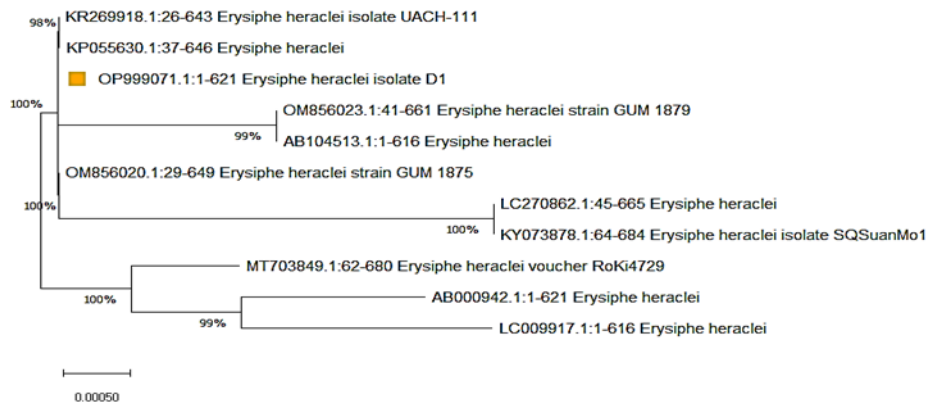 98%
KR269918.1:26-643 Erysiphe heraclei isolate UACH-111
KP055630.1:37-646 Erysiphe heraclei
OP999071.1:1-621 Erysiphe heraclei isolate D1
100%
OM856023.1:41-661 Erysiphe heraclei strain GUM 1879
99%
AB104513.1:1-616 Erysiphe heraclei
OM856020.1:29-649 Erysiphe heraclei strain GUM 1875
100%
LC270862.1:45-665 Erysiphe heraclei
100%
KY073878.1:64-684 Erysiphe heraclei isolate SQSuanMo1
MT703849.1:62-680 Erysiphe heraclei voucher RoKi4729
100%
AB000942.1:1-621 Erysiphe heraclei
99%
LC009917.1:1-616 Erysiphe heraclei
0.00050